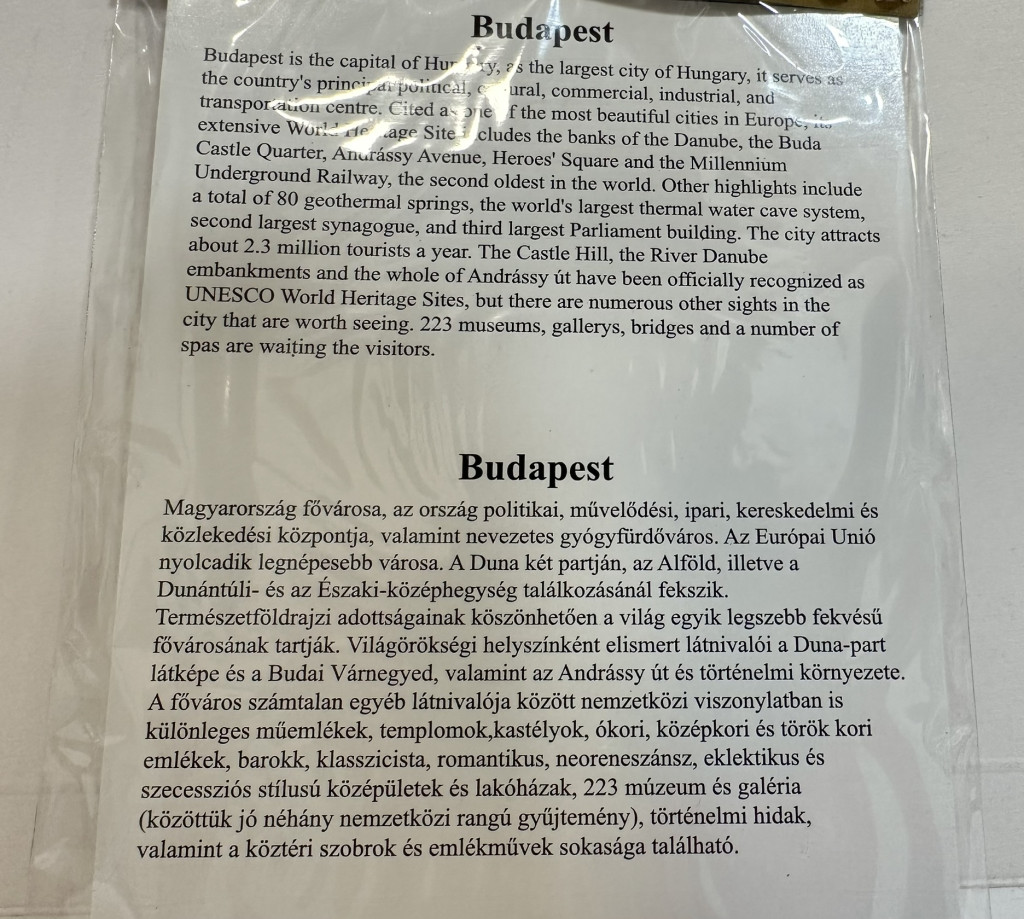 Budapest
Budapest is the capital of Hungary, as the largest city of Hungary, it serves as
the country's principal political, cultural, commercial, industrial, and
transportation centre. Cited as one of the most beautiful cities in Europe, its
extensive World Heritage Site includes the banks of the Danube, the Buda
Castle Quarter, Andrássy Avenue, Heroes' Square and the Millennium
Underground Railway, the second oldest in the world. Other highlights include
a total of 80 geothermal springs, the world's largest thermal water cave system,
second largest synagogue, and third largest Parliament building. The city attracts
about 2.3 million tourists a year. The Castle Hill, the River Danube
embankments and the whole of Andrássy út have been officially recognized as
UNESCO World Heritage Sites, but there are numerous other sights in the
city that are worth seeing. 223 museums, gallerys, bridges and a number of
spas are waiting the visitors.
Budapest
Magyarország fővárosa, az ország politikai, művelődési, ipari, kereskedelmi és
közlekedési központja, valamint nevezetes gyógyfürdőváros. Az Európai Unió
nyolcadik legnépesebb városa. A Duna két partján, az Alföld, illetve a
Dunántúli- és az Északi-középhegység találkozásánál fekszik.
Természetföldrajzi adottságainak köszönhetően a világ egyik legszebb fekvésű
fővárosának tartják. Világörökségi helyszínként elismert látnivalói a Duna-part
látképe és a Budai Várnegyed, valamint az Andrássy út és történelmi környezete.
A főváros számtalan egyéb látnivalója között nemzetközi viszonylatban is
különleges műemlékek, templomok,kastélyok, ókori, középkori és török kori
emlékek, barokk, klasszicista, romantikus, neoreneszánsz, eklektikus és
szecessziós stílusú középületek és lakóházak, 223 múzeum és galéria
(közöttük jó néhány nemzetközi rangú gyűjtemény), történelmi hidak,
valamint a köztéri szobrok és emlékművek sokasága található.